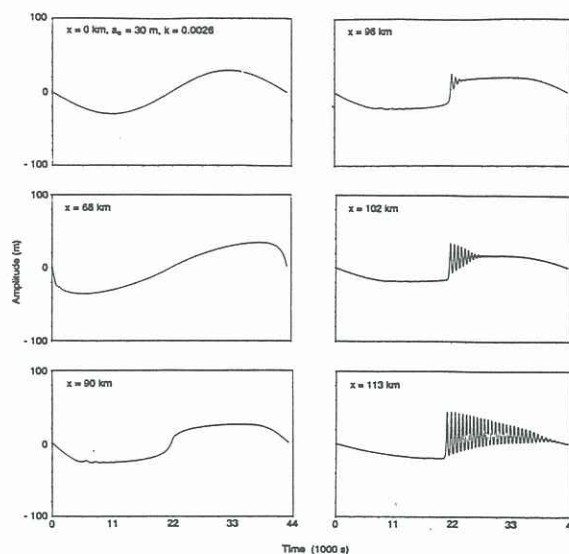 100
x = 0 km, a₀ = 30 m, k = 0.0026
0
- 100
x = 96 km
100
x = 68 km
0
- 100
Amplitude (m)
x = 102 km
100
x = 90 km
0
- 100
0 11 22 33 44
x = 113 km
0 11 22 33 4
Time (1000 s)